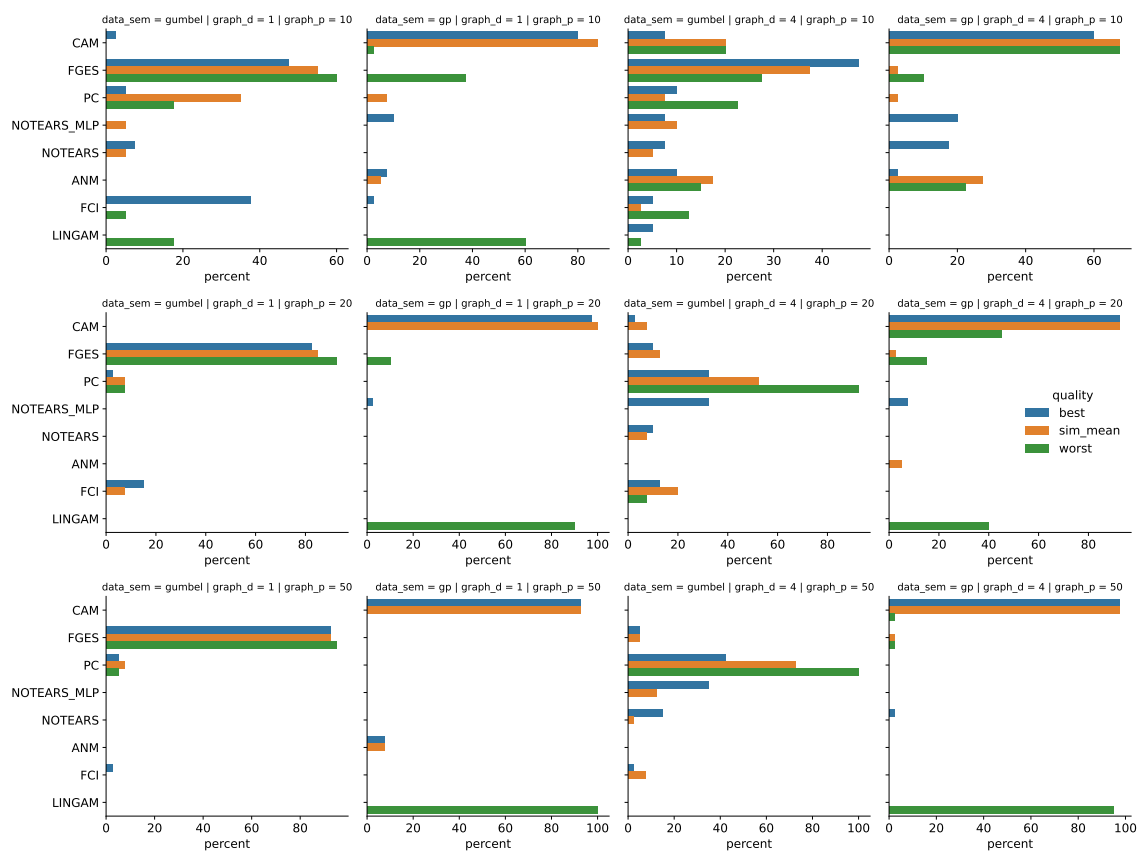 data_sem = gumbel | graph_d = 1 | graph_p = 10
data_sem = gp | graph_d = 1 | graph_p = 10
data_sem = gumbel | graph_d = 4 | graph_p = 10
data_sem = gp | graph_d = 4 | graph_p = 10
CAM
FGES
PC
NOTEARS_MLP
NOTEARS
ANM
FCI
LINGAM
0 20 40 60
0 20 40 60 80
0 10 20 30 40
0 20 40 60
percent percent percent percent
data_sem = gumbel | graph_d = 1 | graph_p = 20
data_sem = gp | graph_d = 1 | graph_p = 20
data_sem = gumbel | graph_d = 4 | graph_p = 20
data_sem = gp | graph_d = 4 | graph_p = 20
CAM
FGES
PC
NOTEARS_MLP
NOTEARS
ANM
FCI
LINGAM
quality
best
sim_mean
worst
0 20 40 60 80
0 20 40 60 80 100
0 20 40 60 80
0 20 40 60 80
percent percent percent percent
data_sem = gumbel | graph_d = 1 | graph_p = 50
data_sem = gp | graph_d = 1 | graph_p = 50
data_sem = gumbel | graph_d = 4 | graph_p = 50
data_sem = gp | graph_d = 4 | graph_p = 50
CAM
FGES
PC
NOTEARS_MLP
NOTEARS
ANM
FCI
LINGAM
0 20 40 60 80
0 20 40 60 80 100
0 20 40 60 80 100
0 20 40 60 80 100
percent percent percent percent